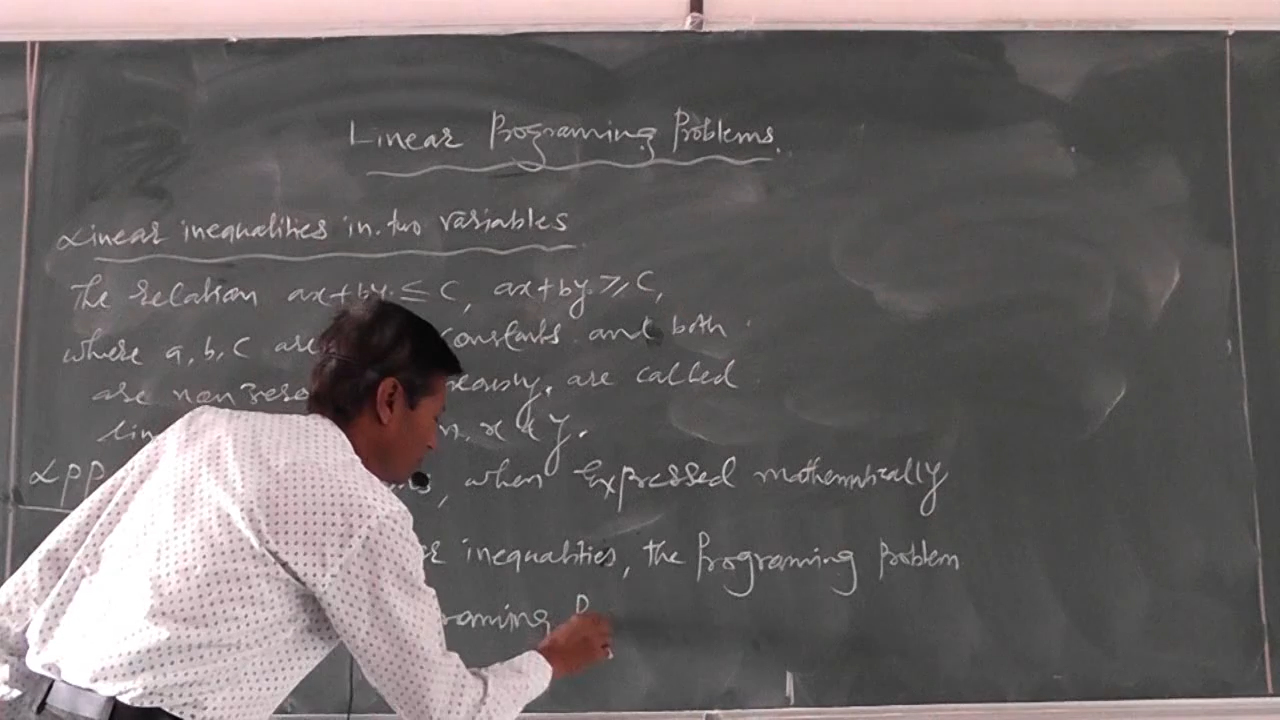 Linear Programing Problems.
Linear inequalities in two variables
The relation ax+by ≤ C, ax+by ≥ C,
where a, b, c are constants and both
are non zero are called
x & y.
LPP , when Expressed mathematically
inequalities, the Programing Problem